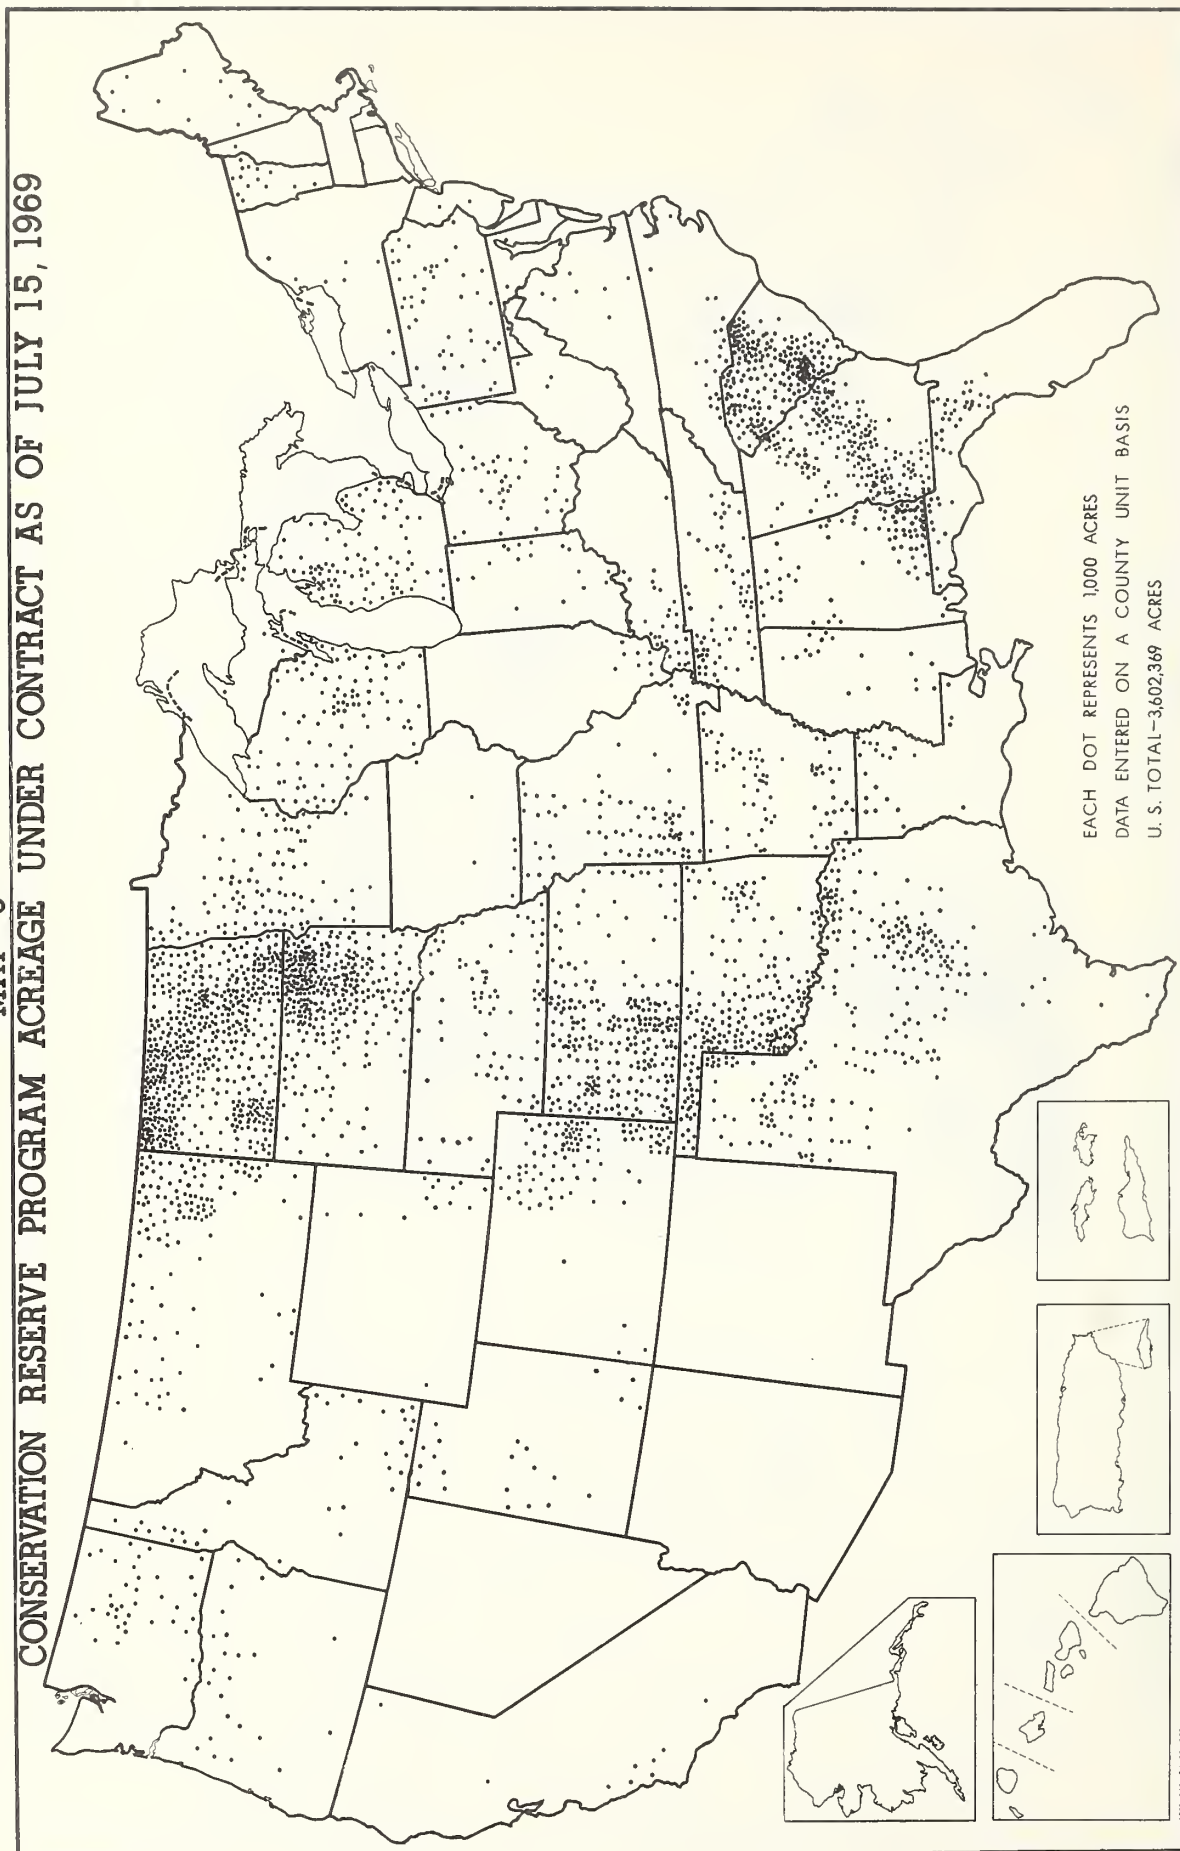 CONSERVATION RESERVE PROGRAM ACREAGE UNDER CONTRACT AS OF JULY 15, 1969
EACH DOT REPRESENTS 1,000 ACRES
DATA ENTERED ON A COUNTY UNIT BASIS
U. S. TOTAL—3,602,369 ACRES